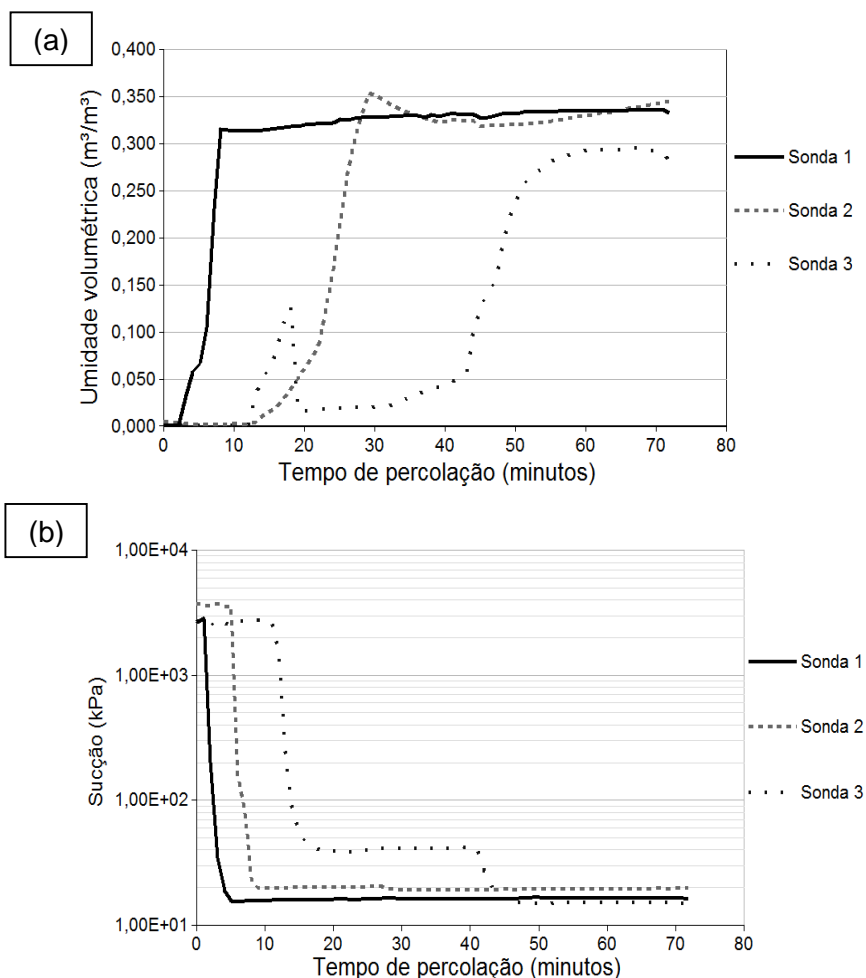 (a)
Umidade volumétrica (m³/m³)
0,400
0,350
0,300
0,250
0,200
0,150
0,100
0,050
0,000
0 10 20 30 40 50 60 70 80
Tempo de percolação (minutos)
Sonda 1
Sonda 2
Sonda 3
(b)
Sucção (kPa)
1,00E+04
1,00E+03
1,00E+02
1,00E+01
0 10 20 30 40 50 60 70 80
Tempo de percolação (minutos)
Sonda 1
Sonda 2
Sonda 3